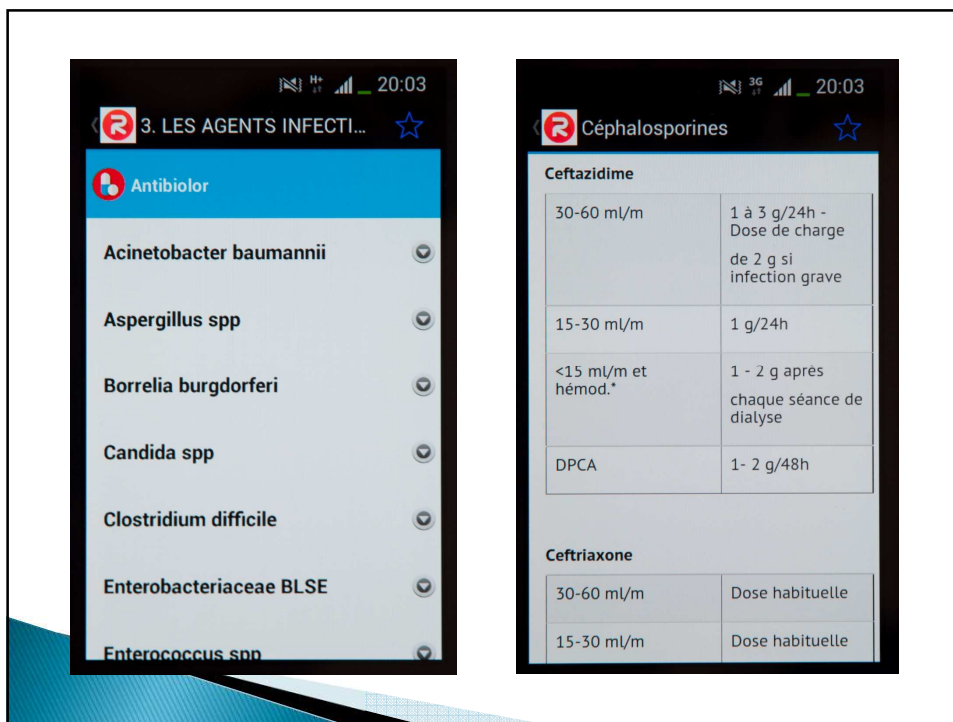 H+ 20:03
3. LES AGENTS INFECTI...
Antibiolor
Acinetobacter baumannii
Aspergillus spp
Borrelia burgdorferi
Candida spp
Clostridium difficile
Enterobacteriaceae BLSE
Enterococcus spp
3G 20:03
Céphalosporines
Ceftazidime
30-60 ml/m
1 à 3 g/24h -
Dose de charge
de 2 g si
infection grave
15-30 ml/m
1 g/24h
<15 ml/m et
hémod.*
1 - 2 g après
chaque séance de
dialyse
DPCA
1- 2 g/48h
Ceftriaxone
30-60 ml/m
Dose habituelle
15-30 ml/m
Dose habituelle